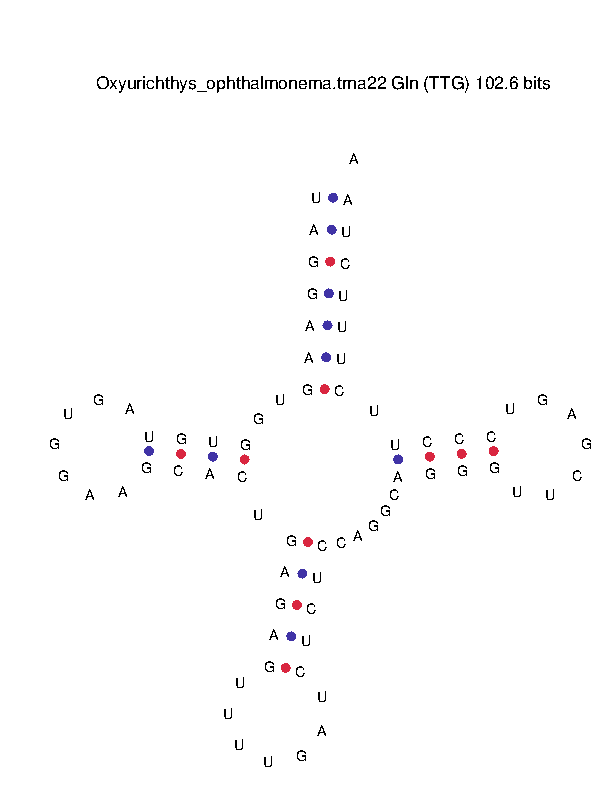 Oxyurichthys_ophthalmonema.trna22 Gln (TTG) 102.6 bits
A
U A
A U
G C
G U
A U
A U
G C
G U G
A U U
U G A
U G U G U C C C
G G
G C A C A G G G
G C
A A C U U
U G
G
G C C A
A U
G C
A U
G C
U
U
U
A
U
U G